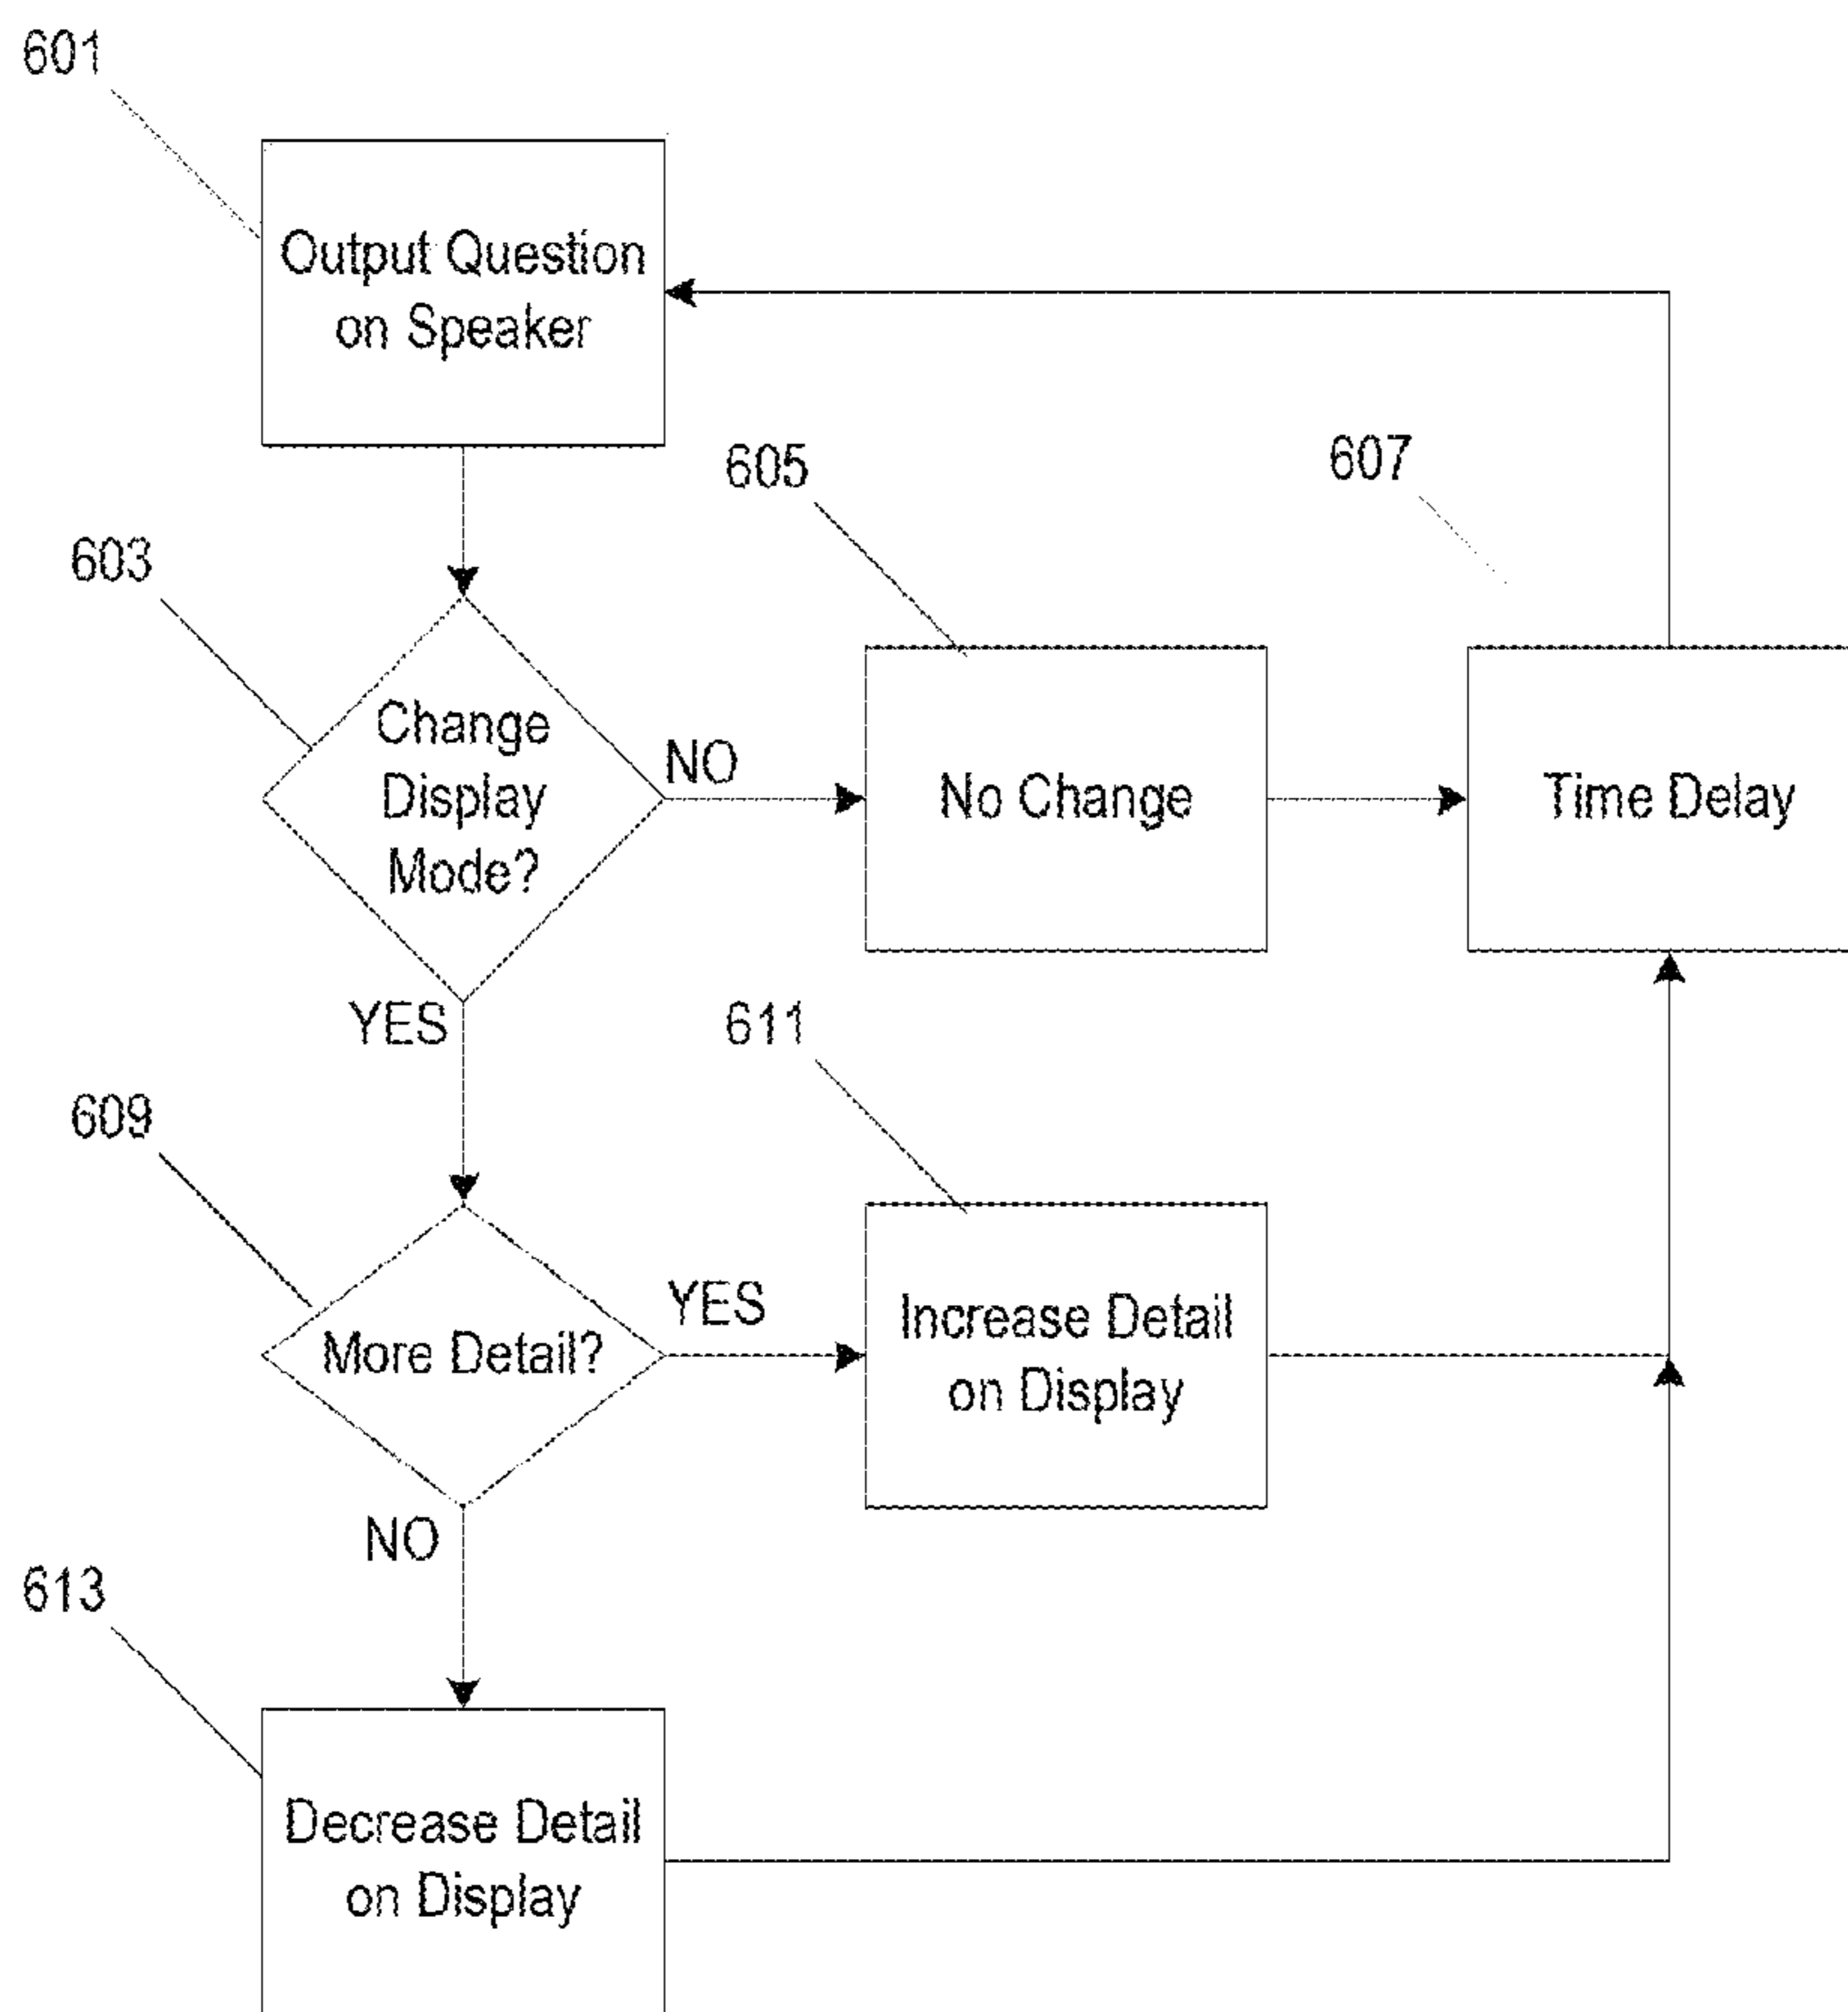 601
Output Question
on Speaker
605
607
603
Change
Display
Mode?
NO
No Change
Time Delay
YES
611
609
More Detail?
YES
Increase Detail
on Display
NO
613
Decrease Detail
on Display